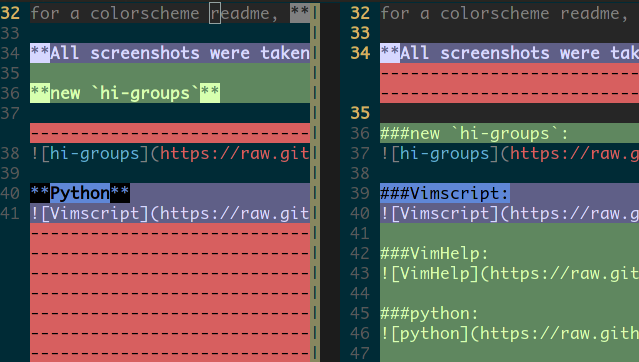 32 for a colorscheme readme, **
33
34 **All screenshots were taken
35
36 **new `hi-groups`**
37
------------------------
38 ![hi-groups](https://raw.git
39
40 **Python**
41 ![Vimscript](https://raw.git
------------------------
------------------------
------------------------
------------------------
------------------------
------------------------
------------------------
32 for a colorscheme readme,
33
34 **All screenshots were taken
------------------------
------------------------
35
36 ###new `hi-groups`:
37 ![hi-groups](https://raw.g
38
39 ###Vimscript:
40 ![Vimscript](https://raw.g
41
42 ###VimHelp:
43 ![VimHelp](https://raw.git
44
45 ###python:
46 ![python](https://raw.gith
47